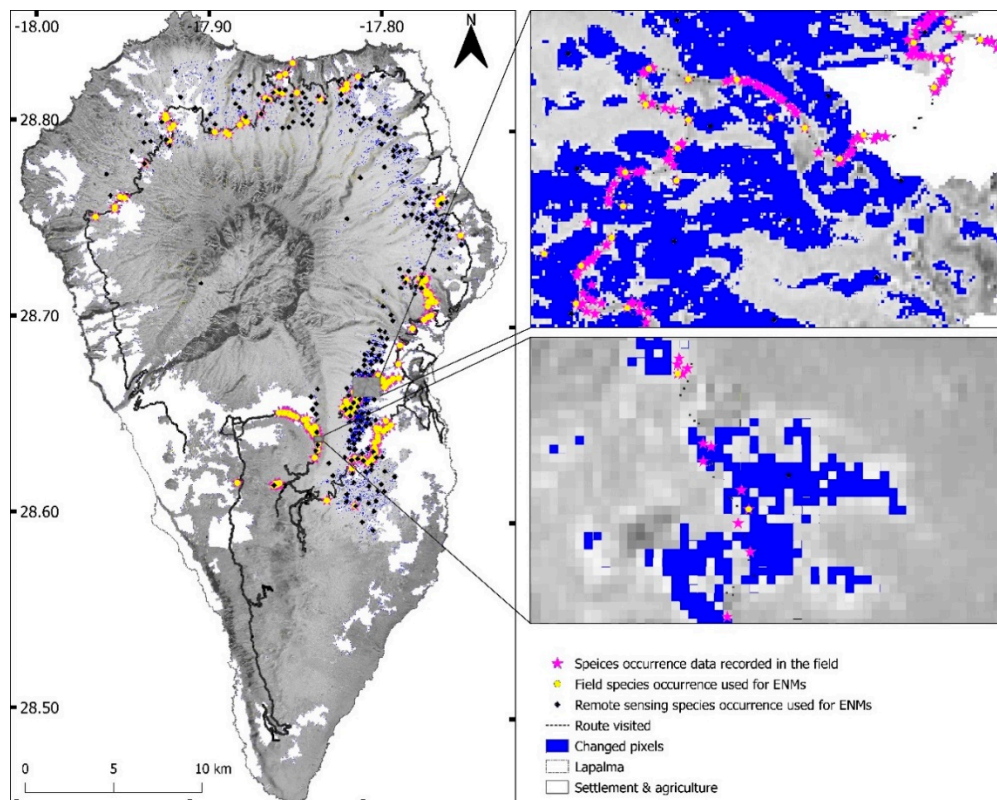 -18.00
-17.90
-17.80
N
28.80
28.70
28.60
28.50
0 5 10 km
Speices occurrence data recorded in the field
Field species occurrence used for ENMs
Remote sensing species occurrence used for ENMs
Route visited
Changed pixels
Lapalma
Settlement & agriculture